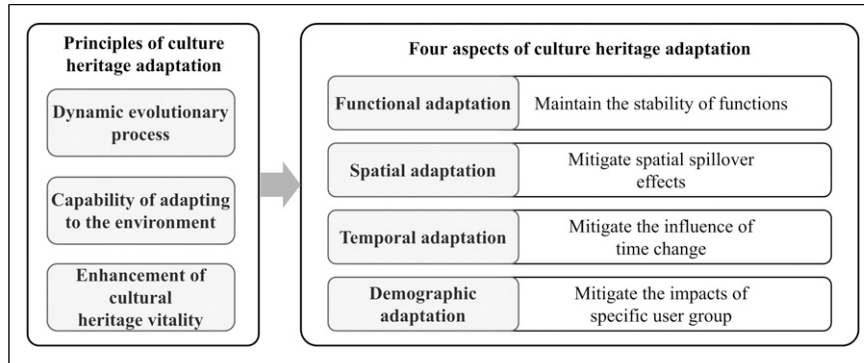 Principles of culture
heritage adaptation
Dynamic evolutionary
process
Capability of adapting
to the environment
Enhancement of
cultural
heritage vitality
Four aspects of culture heritage adaptation
Functional adaptation
Maintain the stability of functions
Spatial adaptation
Mitigate spatial spillover
effects
Temporal adaptation
Mitigate the influence of
time change
Demographic
adaptation
Mitigate the impacts of
specific user group